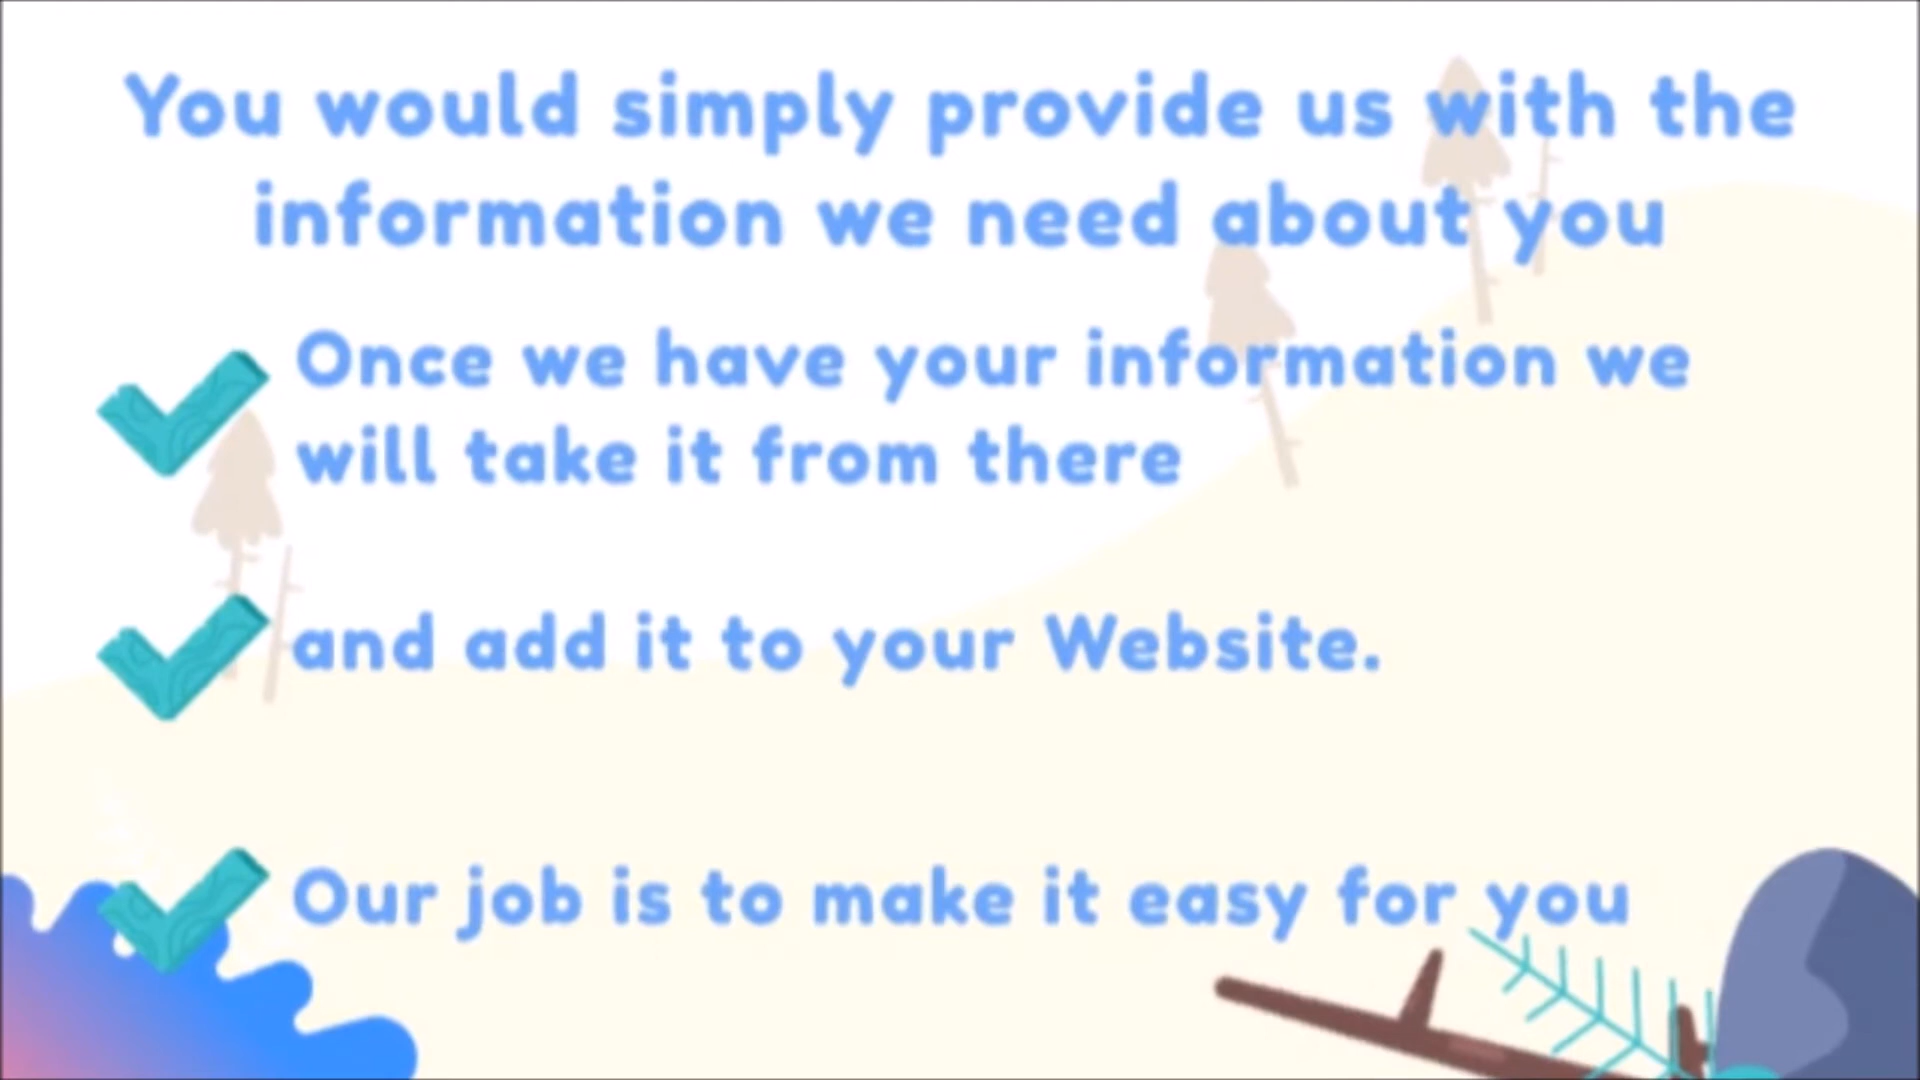 You would simply provide us with the
information we need about you
Once we have your information we
will take it from there
and add it to your Website.
Our job is to make it easy for you